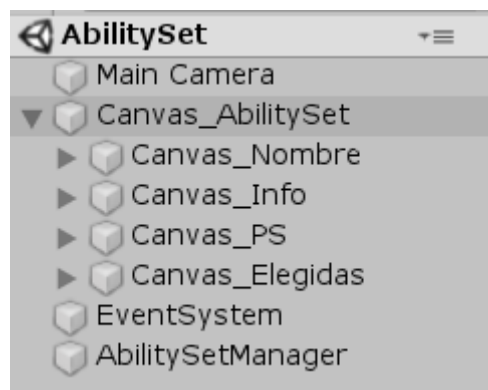 AbilitySet
Main Camera
Canvas_AbilitySet
Canvas_Nombre
Canvas_Info
Canvas_PS
Canvas_Elegidas
EventSystem
AbilitySetManager